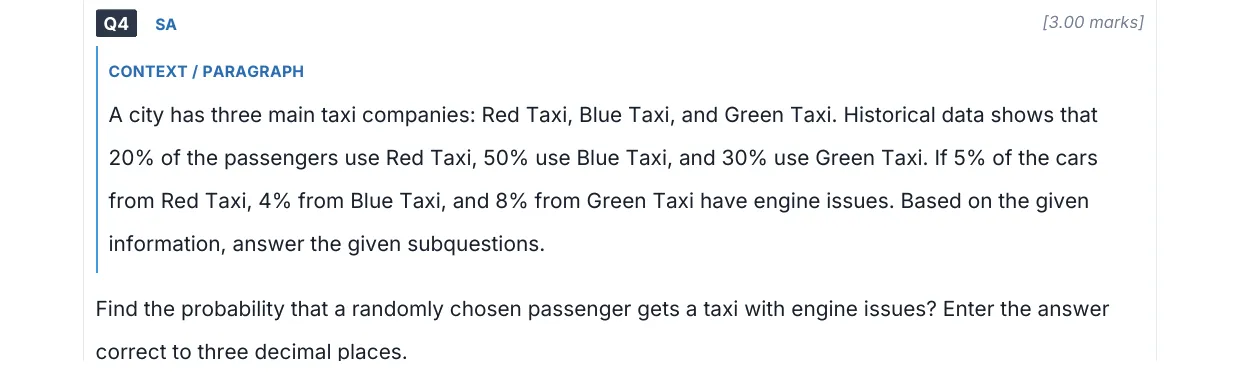 Q4 SA [3.00 marks]
CONTEXT / PARAGRAPH
A city has three main taxi companies: Red Taxi, Blue Taxi, and Green Taxi. Historical data shows that
20% of the passengers use Red Taxi, 50% use Blue Taxi, and 30% use Green Taxi. If 5% of the cars
from Red Taxi, 4% from Blue Taxi, and 8% from Green Taxi have engine issues. Based on the given
information, answer the given subquestions.
Find the probability that a randomly chosen passenger gets a taxi with engine issues? Enter the answer
correct to three decimal places.